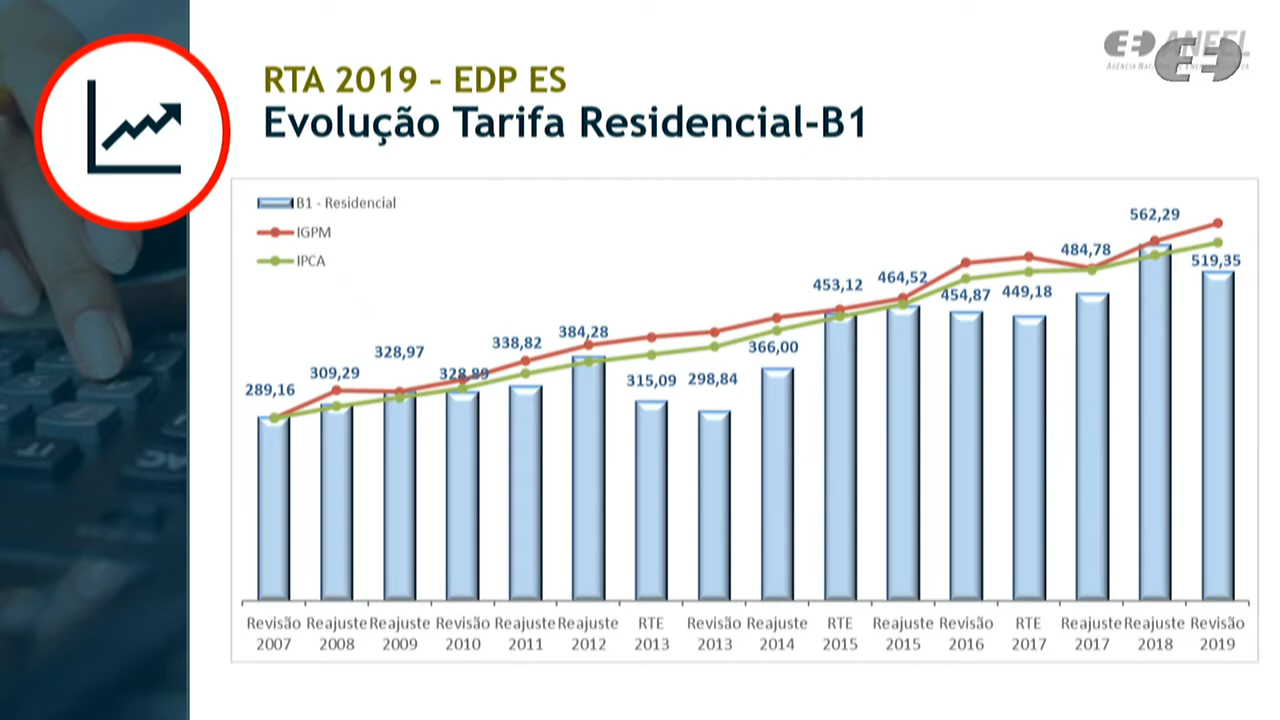 RTA 2019 – EDP ES
Evolução Tarifa Residencial-B1
ANEEL
B1 - Residencial
IGPM
IPCA
289,16
309,29
328,97
328,89
338,82
384,28
315,09
298,84
366,00
453,12
464,52
454,87
449,18
484,78
562,29
519,35
Revisão 2007
Reajuste 2008
Reajuste 2009
Revisão 2010
Reajuste 2011
Reajuste 2012
RTE 2013
Revisão 2013
Reajuste 2014
RTE 2015
Reajuste 2015
Revisão 2016
RTE 2017
Reajuste 2017
Reajuste 2018
Revisão 2019